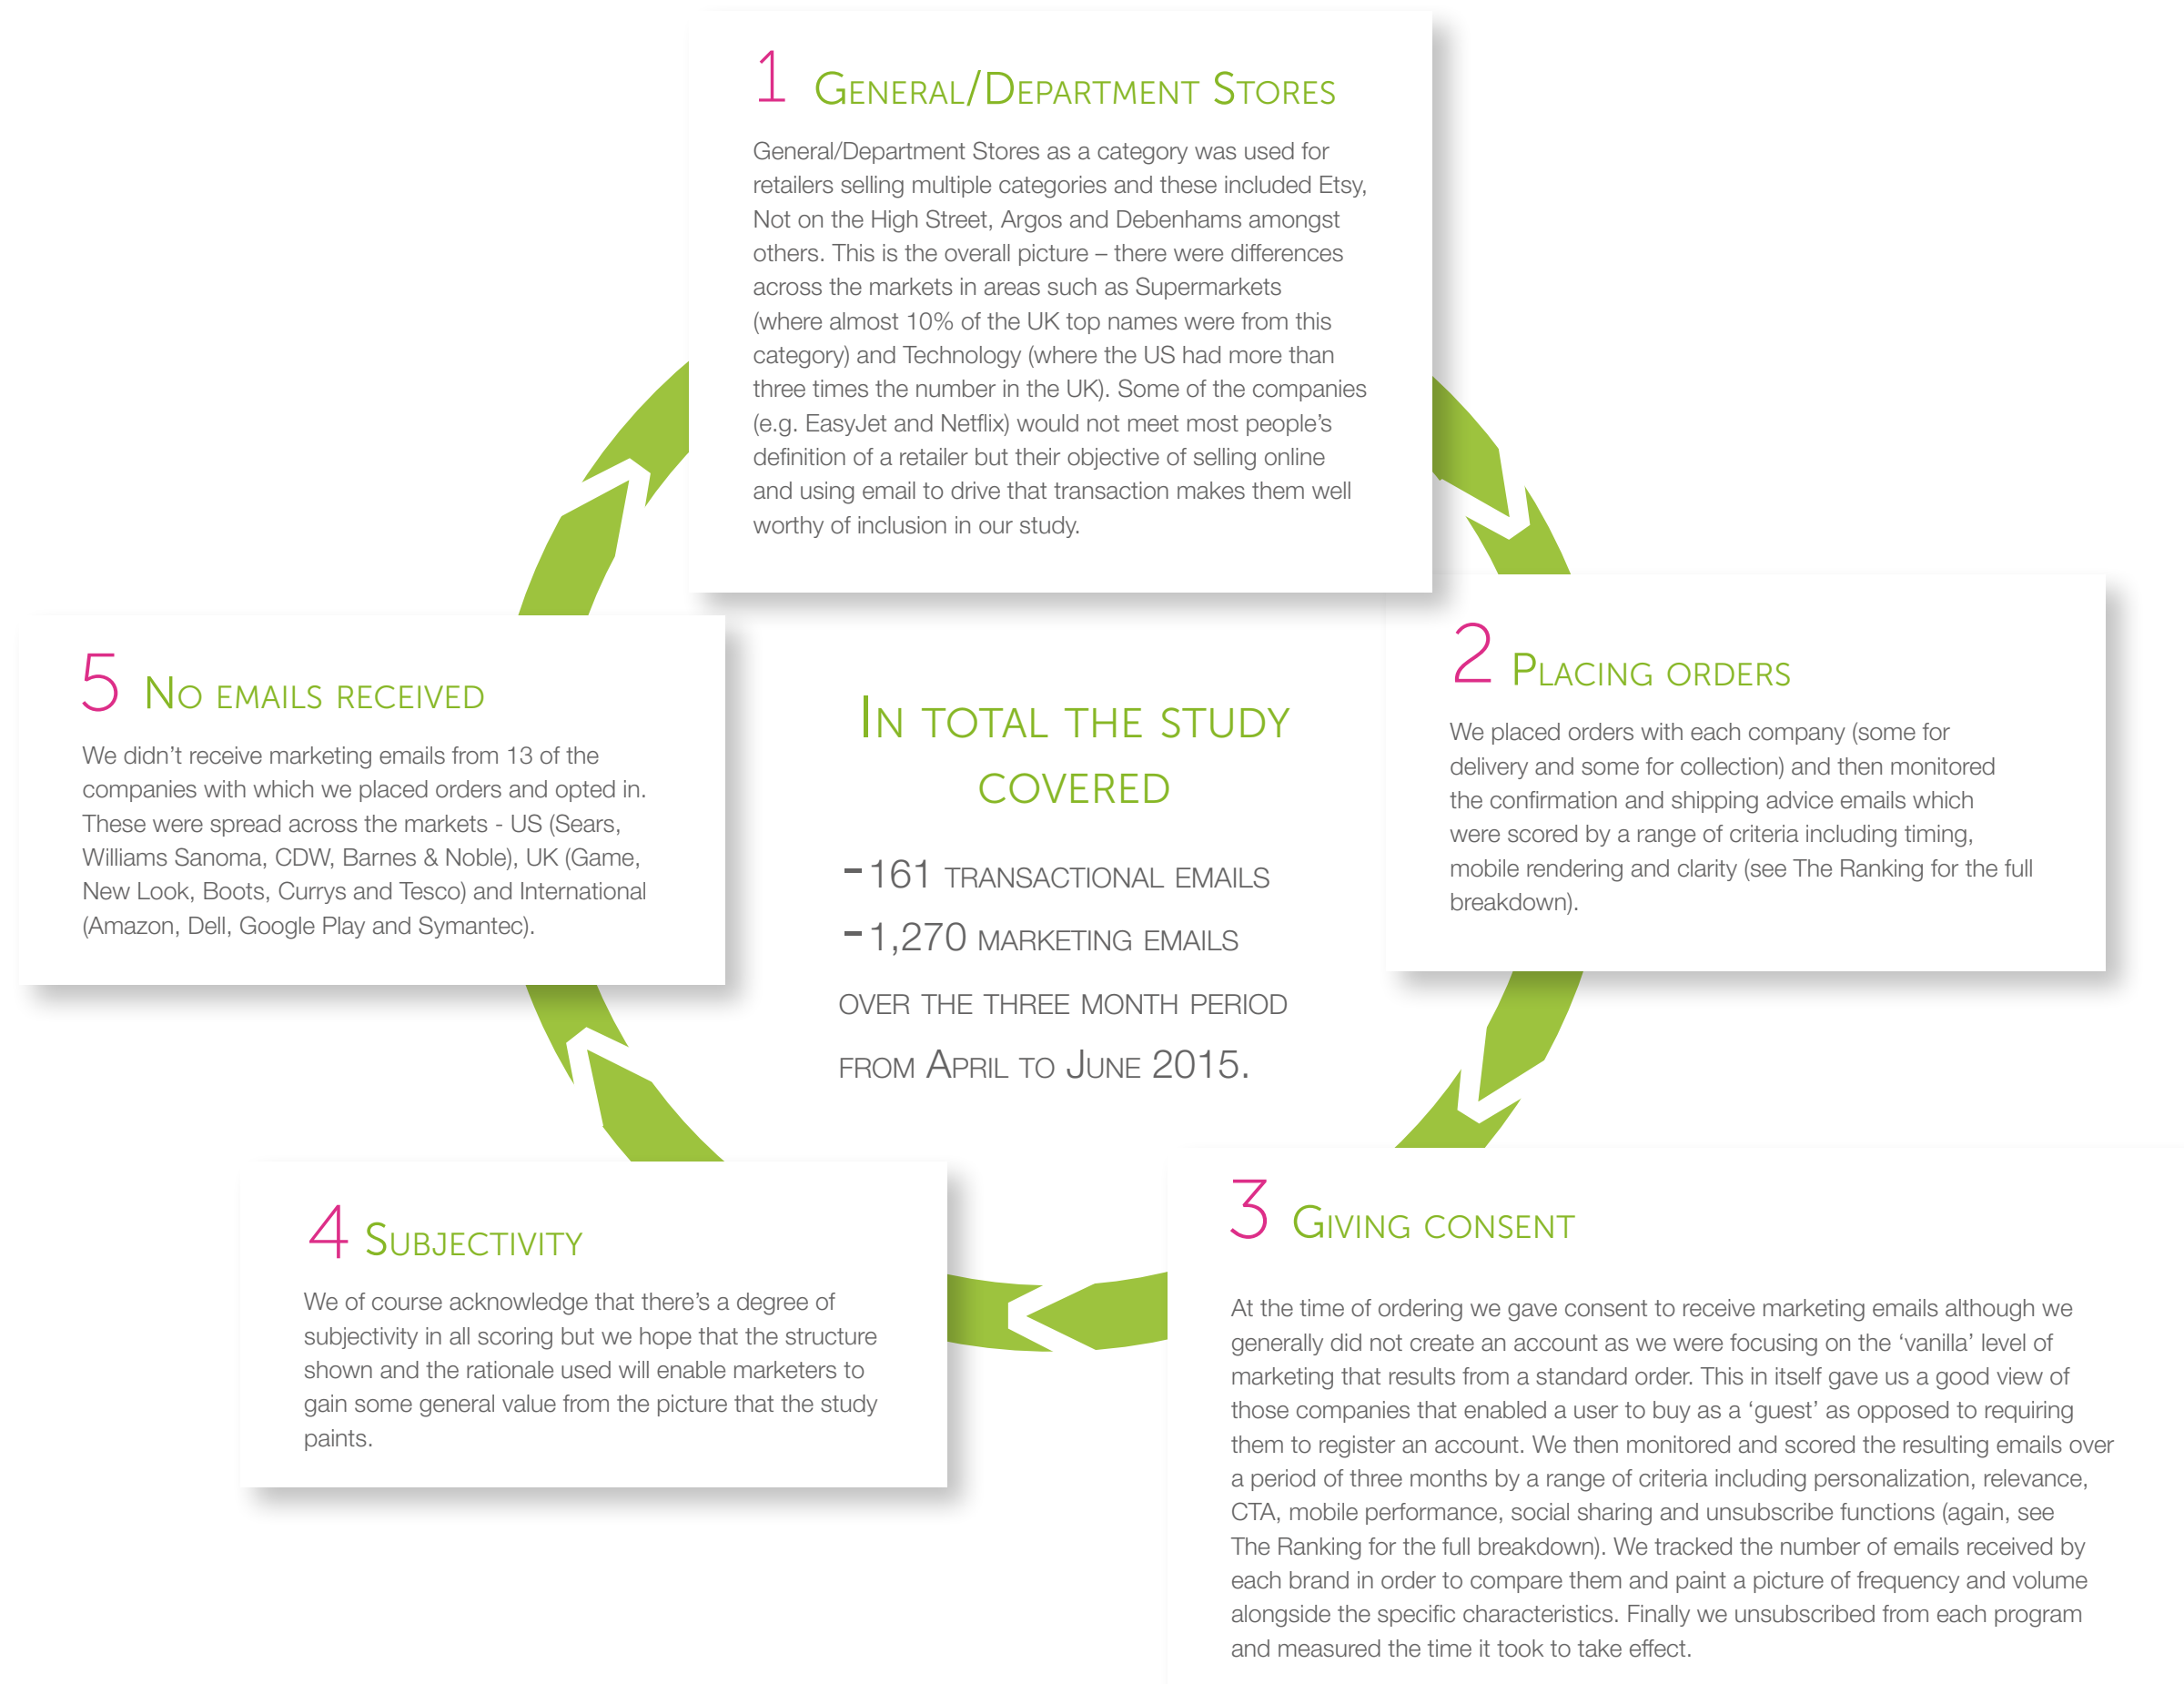 1 General/Department Stores
General/Department Stores as a category was used for
retailers selling multiple categories and these included Etsy,
Not on the High Street, Argos and Debenhams amongst
others. This is the overall picture – there were differences
across the markets in areas such as Supermarkets
(where almost 10% of the UK top names were from this
category) and Technology (where the US had more than
three times the number in the UK). Some of the companies
(e.g. EasyJet and Netflix) would not meet most people’s
definition of a retailer but their objective of selling online
and using email to drive that transaction makes them well
worthy of inclusion in our study.
2 Placing orders
We placed orders with each company (some for
delivery and some for collection) and then monitored
the confirmation and shipping advice emails which
were scored by a range of criteria including timing,
mobile rendering and clarity (see The Ranking for the full
breakdown).
3 Giving consent
At the time of ordering we gave consent to receive marketing emails although we
generally did not create an account as we were focusing on the ‘vanilla’ level of
marketing that results from a standard order. This in itself gave us a good view of
those companies that enabled a user to buy as a ‘guest’ as opposed to requiring
them to register an account. We then monitored and scored the resulting emails over
a period of three months by a range of criteria including personalization, relevance,
CTA, mobile performance, social sharing and unsubscribe functions (again, see
The Ranking for the full breakdown). We tracked the number of emails received by
each brand in order to compare them and paint a picture of frequency and volume
alongside the specific characteristics. Finally we unsubscribed from each program
and measured the time it took to take effect.
4 Subjectivity
We of course acknowledge that there’s a degree of
subjectivity in all scoring but we hope that the structure
shown and the rationale used will enable marketers to
gain some general value from the picture that the study
paints.
5 No emails received
We didn’t receive marketing emails from 13 of the
companies with which we placed orders and opted in.
These were spread across the markets - US (Sears,
Williams Sanoma, CDW, Barnes & Noble), UK (Game,
New Look, Boots, Currys and Tesco) and International
(Amazon, Dell, Google Play and Symantec).
In total the study
covered
-161 transactional emails
-1,270 marketing emails
over the three month period
from April to June 2015.